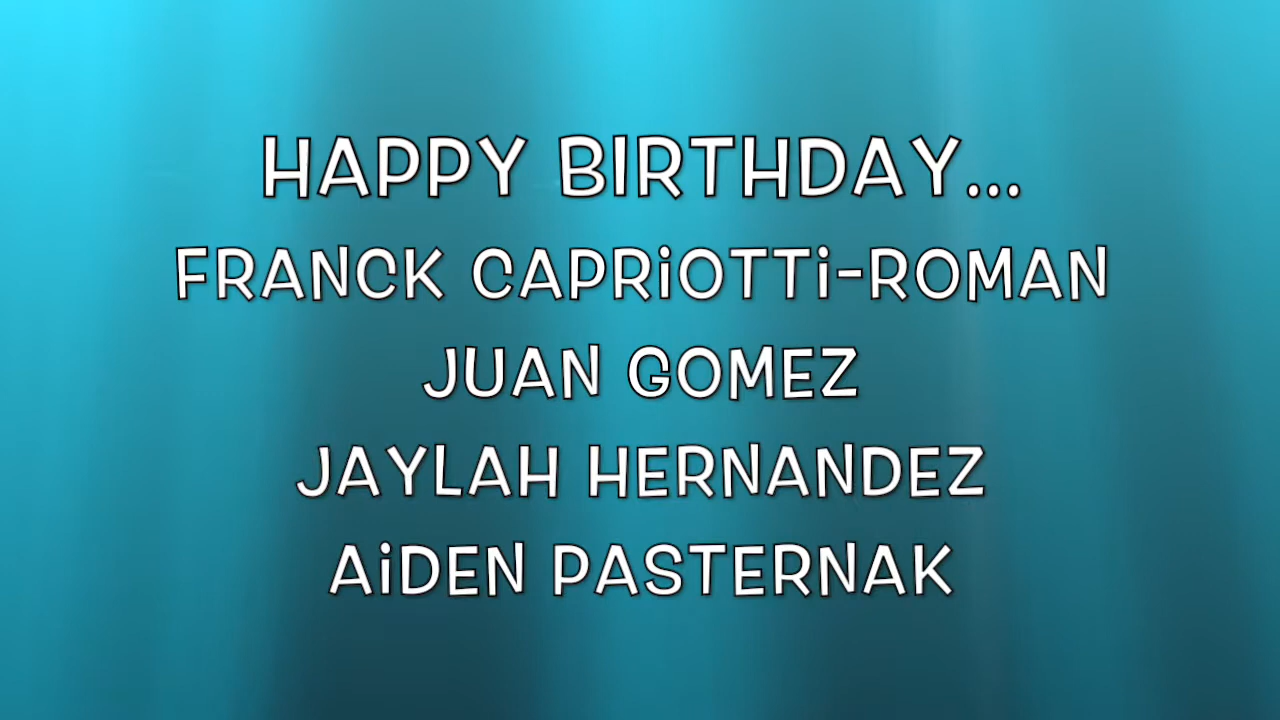 HAPPY BIRTHDAY...
FRANCK CAPRiOTTi-ROMAN
JUAN GOMEZ
JAYLAH HERNANDEZ
AiDEN PASTERNAK